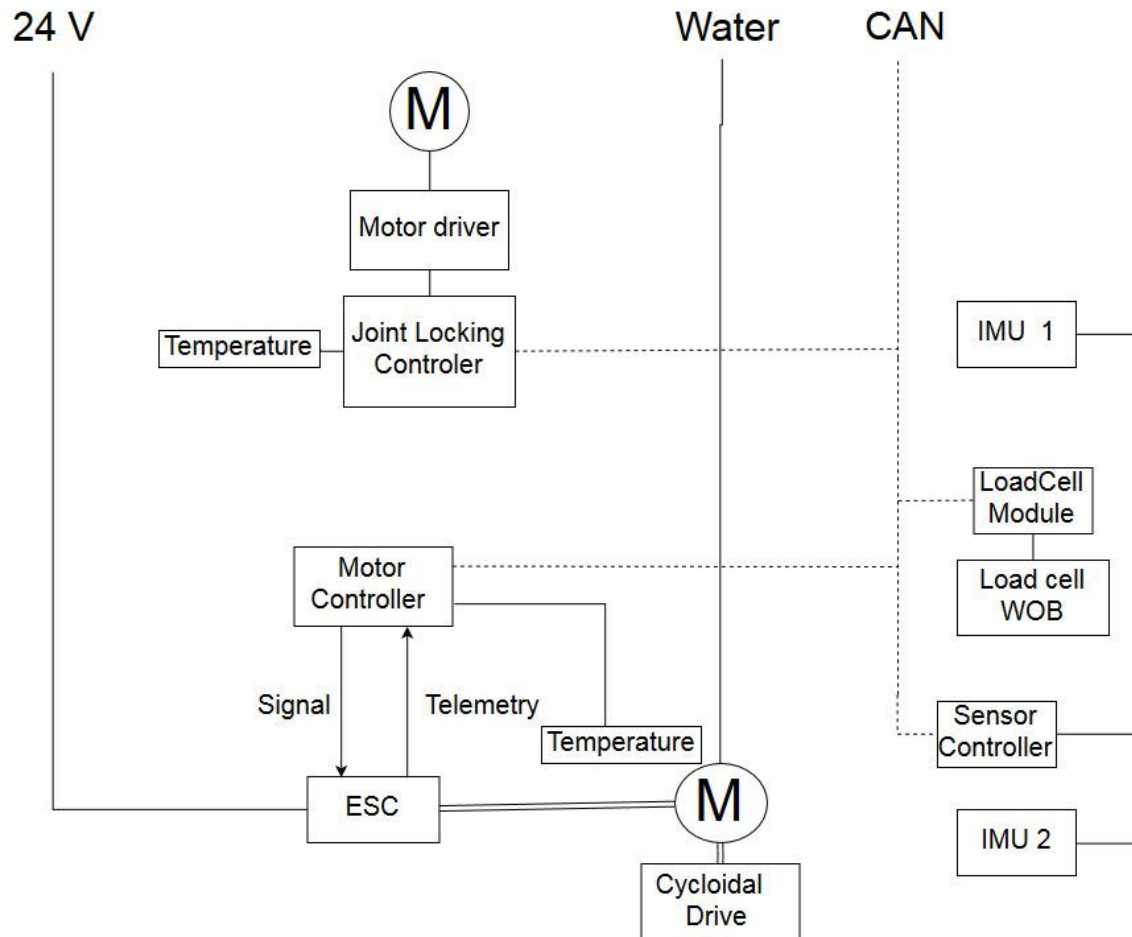 24 V
Water
CAN
M
Motor driver
Temperature
Joint Locking
Controler
IMU 1
LoadCell
Module
Motor
Controller
Load cell
WOB
Signal
Telemetry
Temperature
Sensor
Controller
ESC
M
IMU 2
Cycloidal
Drive